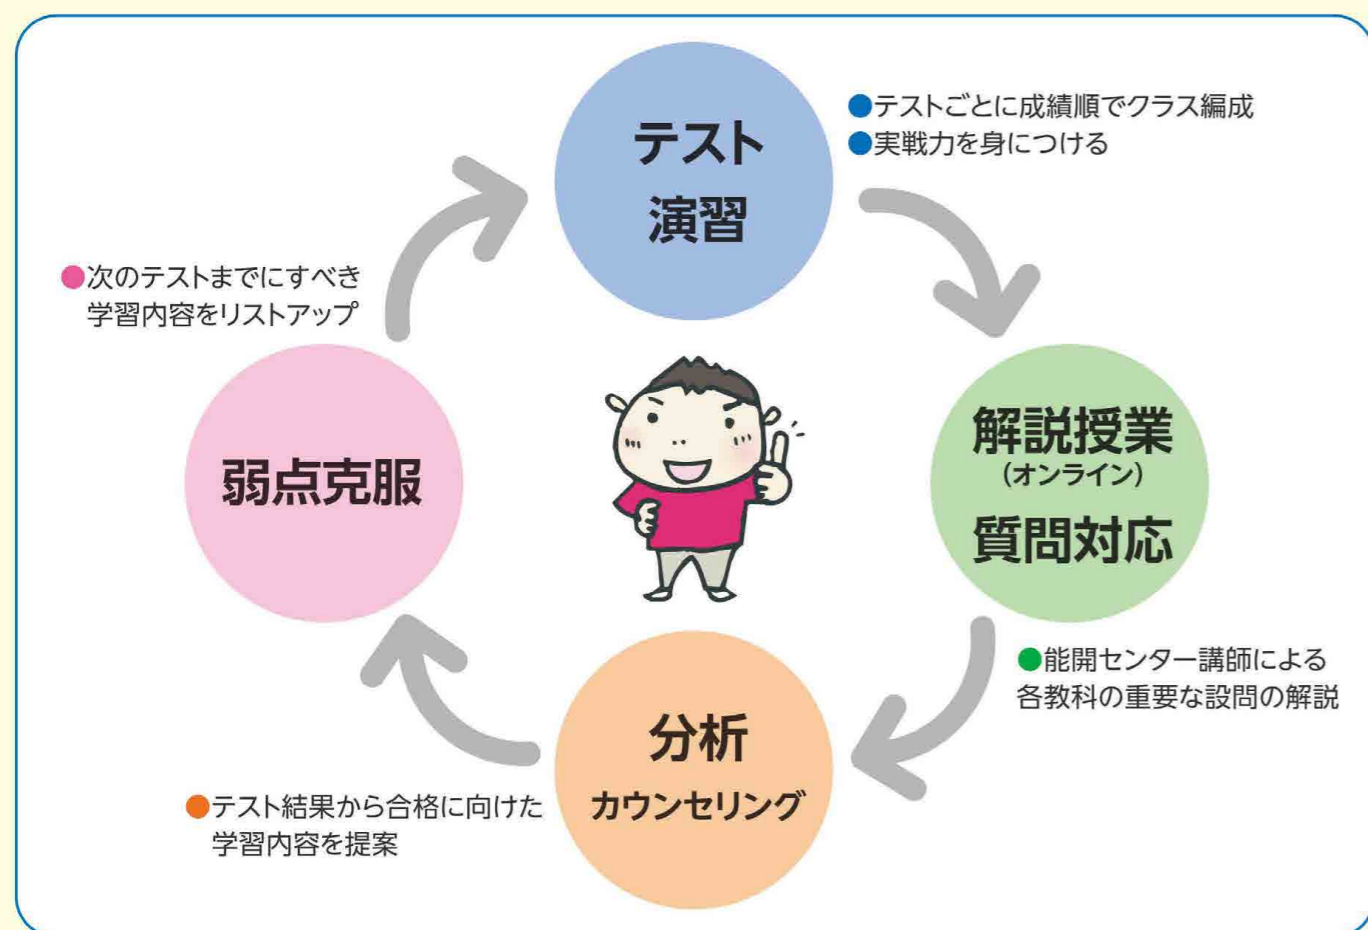 テスト
演習
●テストごとに成績順でクラス編成
●実戦力を身につける
解説授業
(オンライン)
質問対応
●能開センター講師による
各教科の重要な設問の解説
分析
カウンセリング
●テスト結果から合格に向けた
学習内容を提案
弱点克服
●次のテストまでにすべき
学習内容をリストアップ